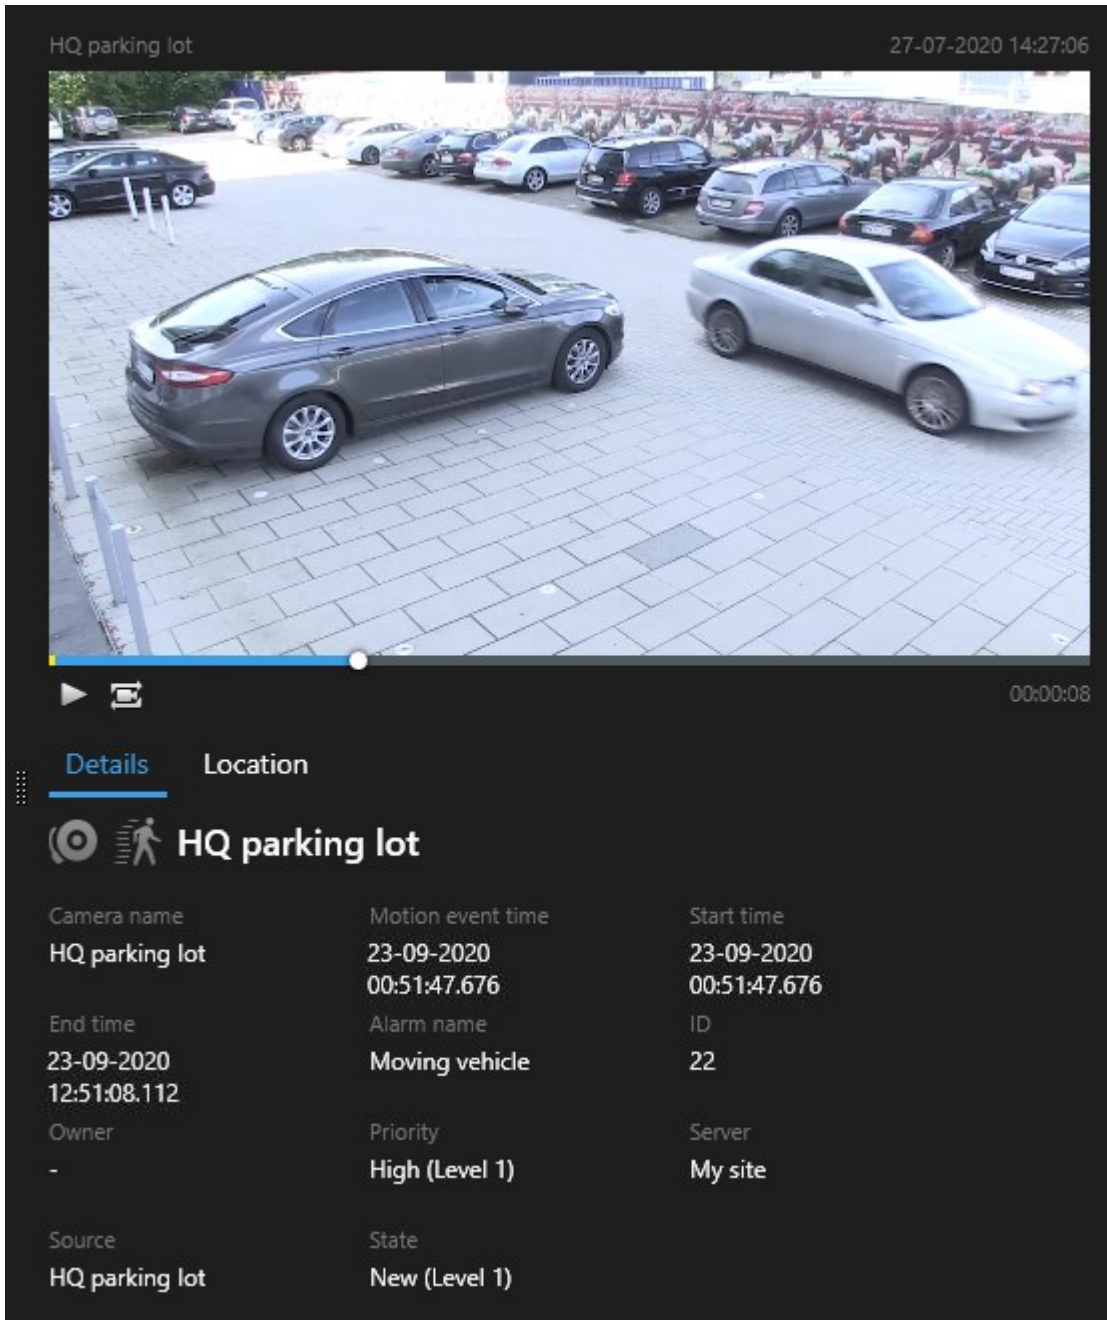 HQ parking lot 27-07-2020 14:27:06
00:00:08
Details Location
HQ parking lot
Camera name Motion event time Start time
HQ parking lot 23-09-2020 23-09-2020
00:51:47.676 00:51:47.676
End time Alarm name ID
23-09-2020 Moving vehicle 22
12:51:08.112
Owner Priority Server
- High (Level 1) My site
Source State
HQ parking lot New (Level 1)